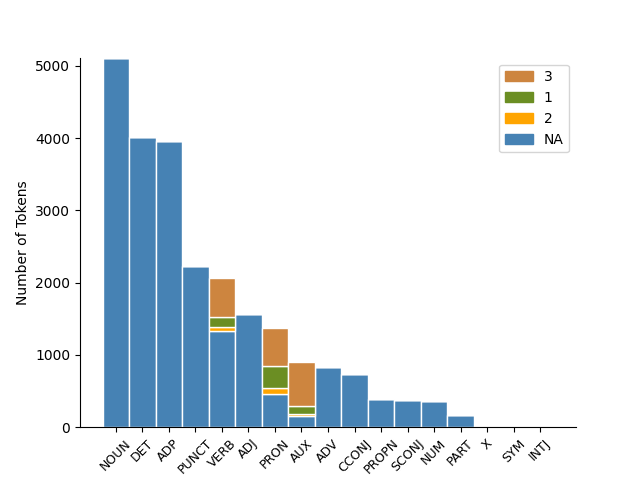 3
1
2
NA
5000
4000
3000
2000
1000
0
Number of Tokens
NOUN
DET
ADP
PUNCT
VERB
ADJ
PRON
AUX
ADV
CCONJ
PROPN
SCONJ
NUM
PART
X
SYM
INTJ